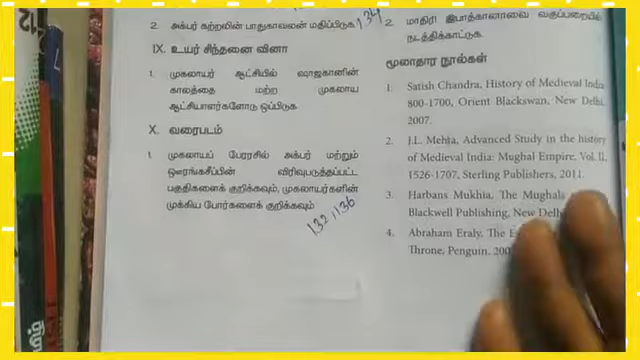 2. அக்பர் கற்றலின் பாதுகாவலன் மதிப்பிடுக. 134
IX. உயர் சிந்தனை வினா
1. முகலாயர் ஆட்சியில் ஷாஜகானின்
காலத்தை மற்ற முகலாய
ஆட்சியாளர்களோடு ஒப்பிடுக.
X. வரைபடம்
1. முகலாயப் பேரரசில் அக்பர் மற்றும்
ஔரங்கசீப்பின் விரிவுபடுத்தப்பட்ட
பகுதிகளைக் குறிக்கவும், முகலாயர்களின்
முக்கிய போர்களைக் குறிக்கவும்
132, 136
2. மாதிரி இபாத்கானாவை வகுப்பறையில்
நடத்திக்காட்டுக.
மூலாதார நூல்கள்
1. Satish Chandra, History of Medieval India
800-1700, Orient Blackswan, New Delhi,
2007.
2. J.L. Mehta, Advanced Study in the history
of Medieval India: Mughal Empire, Vol. II,
1526-1707, Sterling Publishers, 2011.
3. Harbans Mukhia, The Mughals
Blackwell Publishing, New Delhi
4. Abraham Eraly, The
Throne, Penguin.